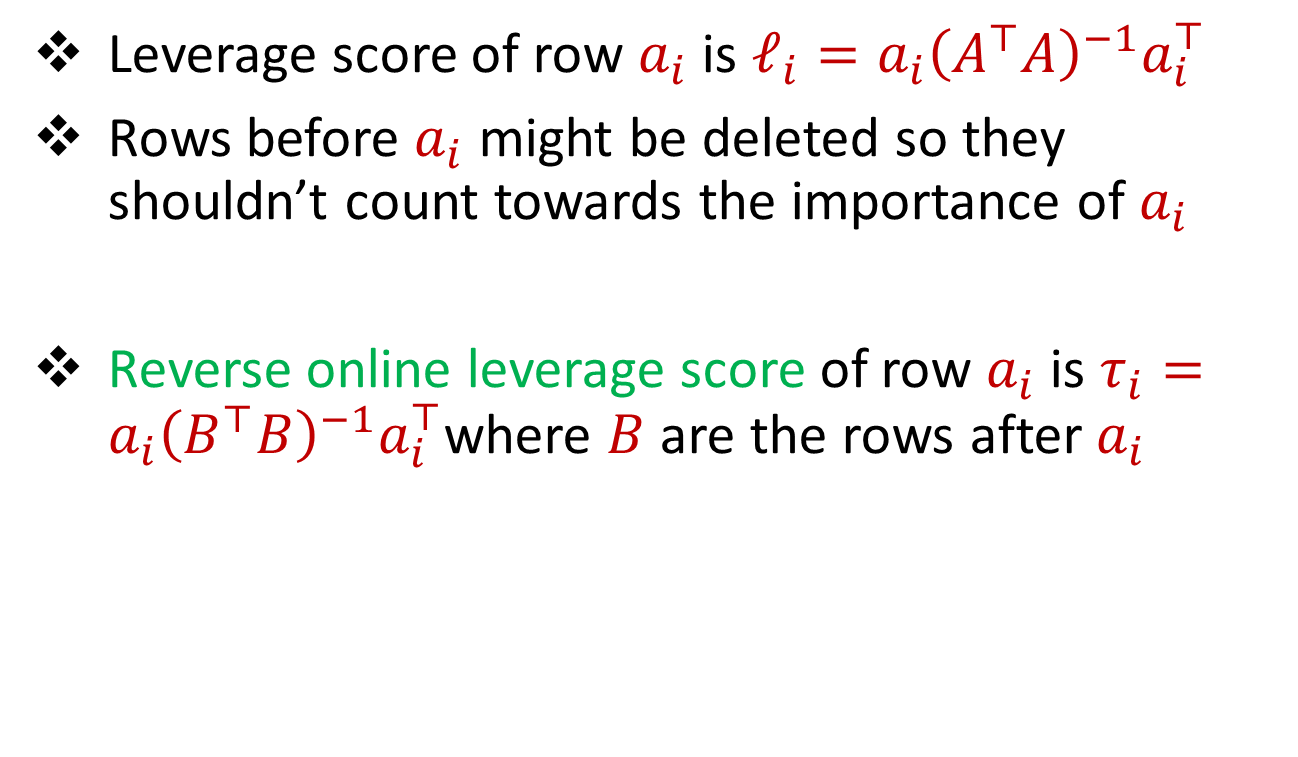 ❖ Leverage score of row 𝑎ᵢ is ℓᵢ = 𝑎ᵢ(𝐴⊤𝐴)⁻¹𝑎ᵢ⊤
❖ Rows before 𝑎ᵢ might be deleted so they
shouldn’t count towards the importance of 𝑎ᵢ
❖ Reverse online leverage score of row 𝑎ᵢ is 𝜏ᵢ =
𝑎ᵢ(𝐵⊤𝐵)⁻¹𝑎ᵢ⊤ where 𝐵 are the rows after 𝑎ᵢ